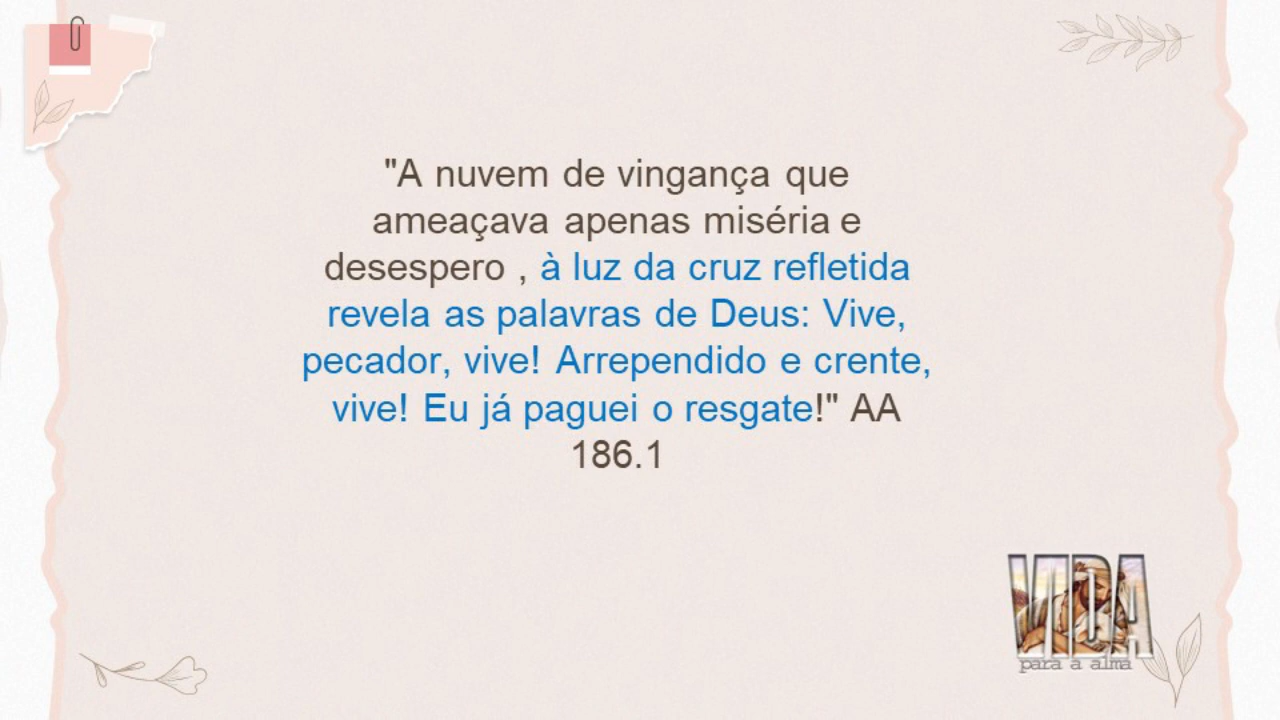 "A nuvem de vingança que
ameaçava apenas miséria e
desespero , à luz da cruz refletida
revela as palavras de Deus: Vive,
pecador, vive! Arrependido e crente,
vive! Eu já paguei o resgate!" AA
186.1
VIDA
para a alma